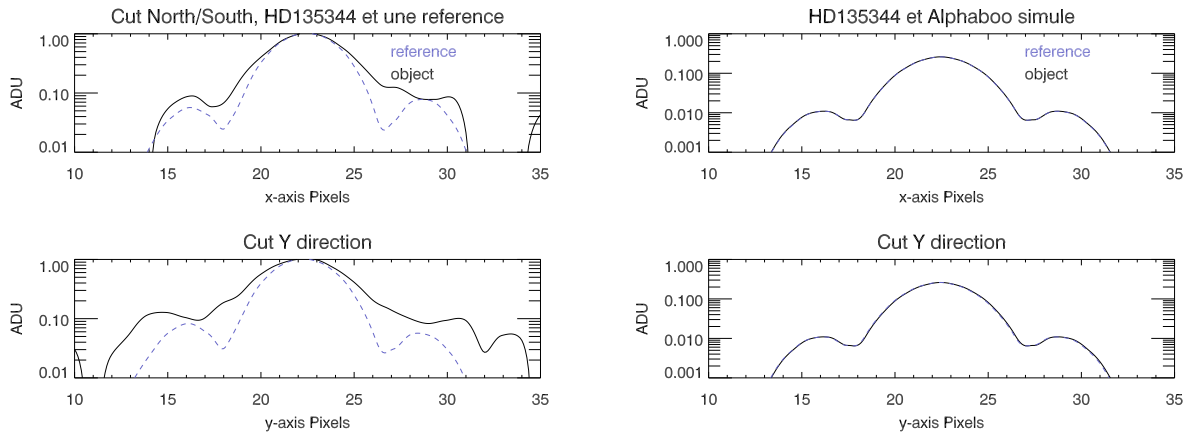 Cut North/South, HD135344 et une reference
1.00
0.10
0.01
ADU
reference
object
10 15 20 25 30 35
x-axis Pixels
HD135344 et Alphaboo simule
1.000
0.100
0.010
0.001
ADU
reference
object
10 15 20 25 30 35
x-axis Pixels
Cut Y direction
1.00
0.10
0.01
ADU
10 15 20 25 30 35
y-axis Pixels
Cut Y direction
1.000
0.100
0.010
0.001
ADU
10 15 20 25 30 35
y-axis Pixels